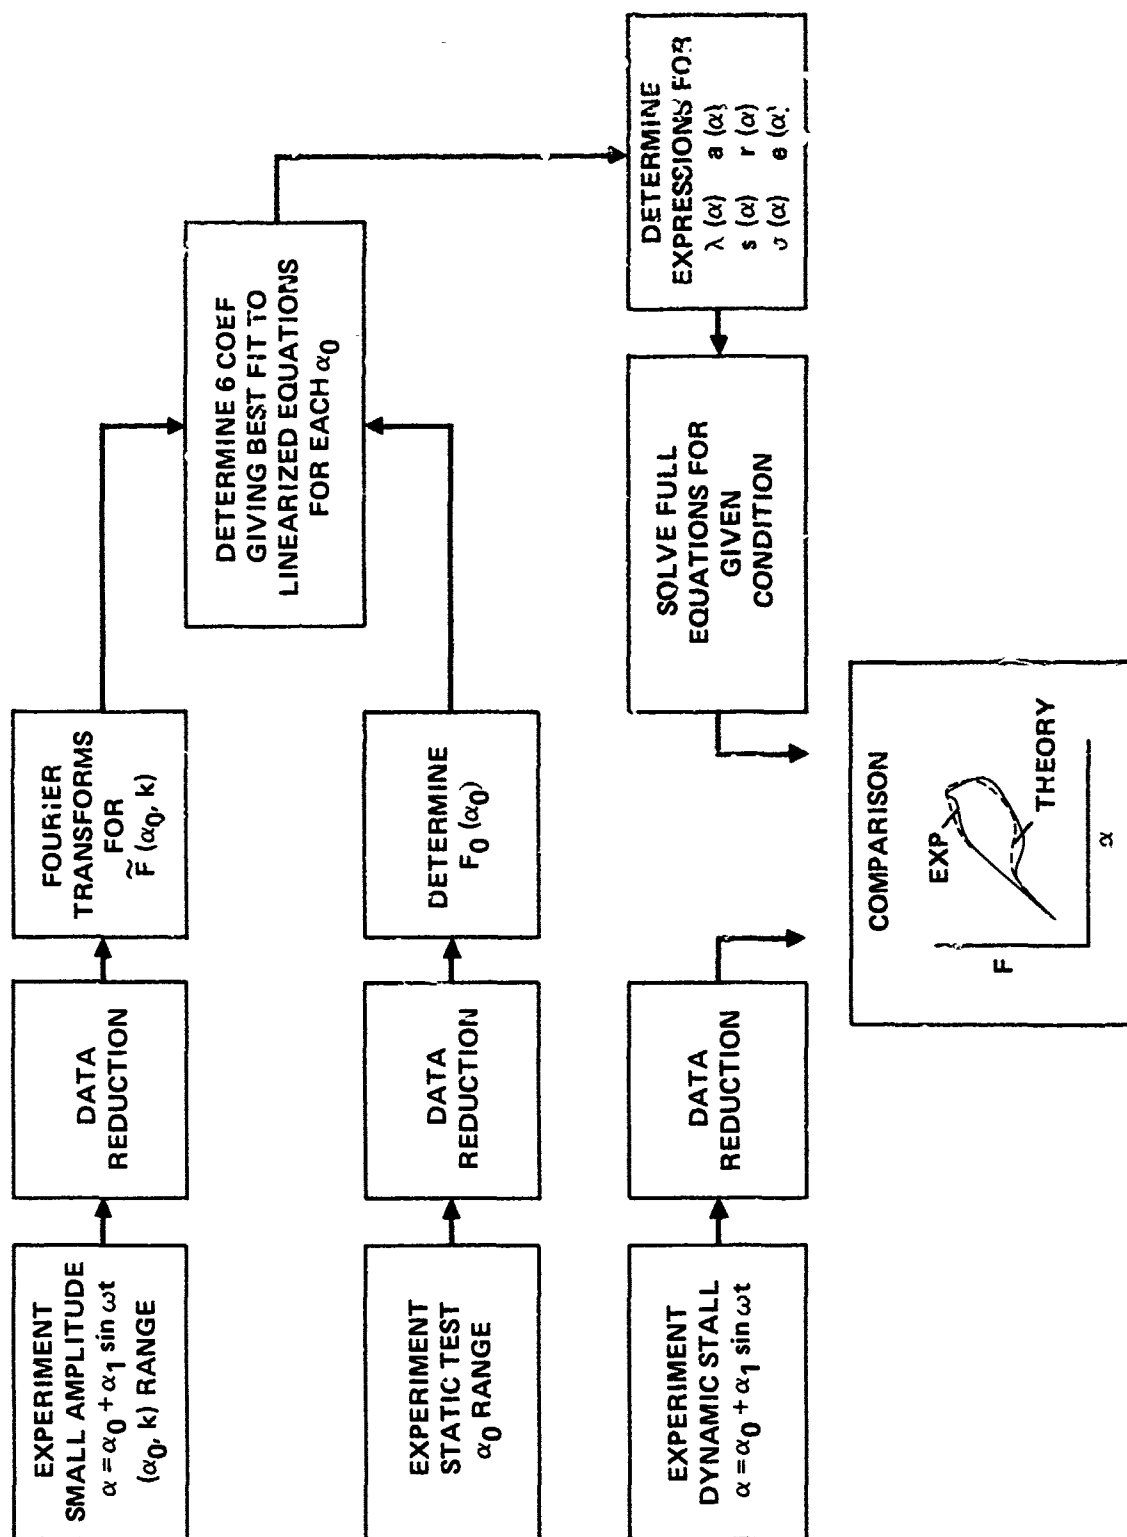 EXPERIMENT
SMALL AMPLITUDE
α = α0 + α1 sin ωt
(α0, k) RANGE
DATA
REDUCTION
FOURIER
TRANSFORMS
FOR
F̃ (α0, k)
DETERMINE 6 COEF
GIVING BEST FIT TO
LINEARIZED EQUATIONS
FOR EACH α0
EXPERIMENT
STATIC TEST
α0 RANGE
DATA
REDUCTION
DETERMINE
F0 (α0)
DETERMINE
EXPRESSIONS FOR
λ (α) a (α)
s (α) r (α)
σ (α) e (α)
EXPERIMENT
DYNAMIC STALL
α = α0 + α1 sin ωt
DATA
REDUCTION
SOLVE FULL
EQUATIONS FOR
GIVEN
CONDITION
COMPARISON
EXP
F
THEORY
α